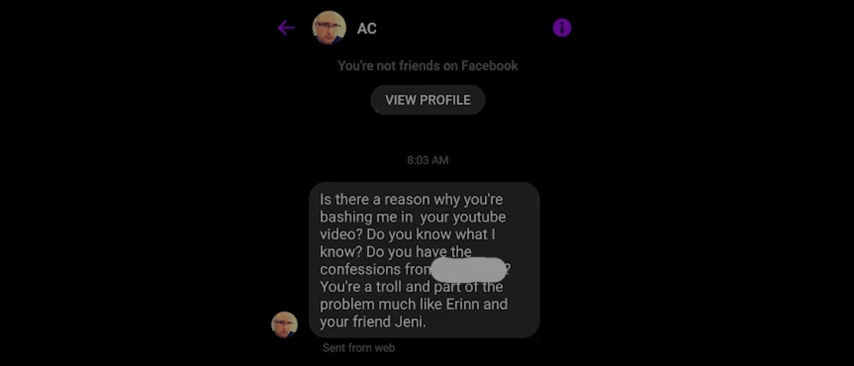 AC
You're not friends on Facebook
VIEW PROFILE
8:03 AM
Is there a reason why you're
bashing me in your youtube
video? Do you know what I
know? Do you have the
confessions from ?
You're a troll and part of the
problem much like Erinn and
your friend Jeni.
Sent from web